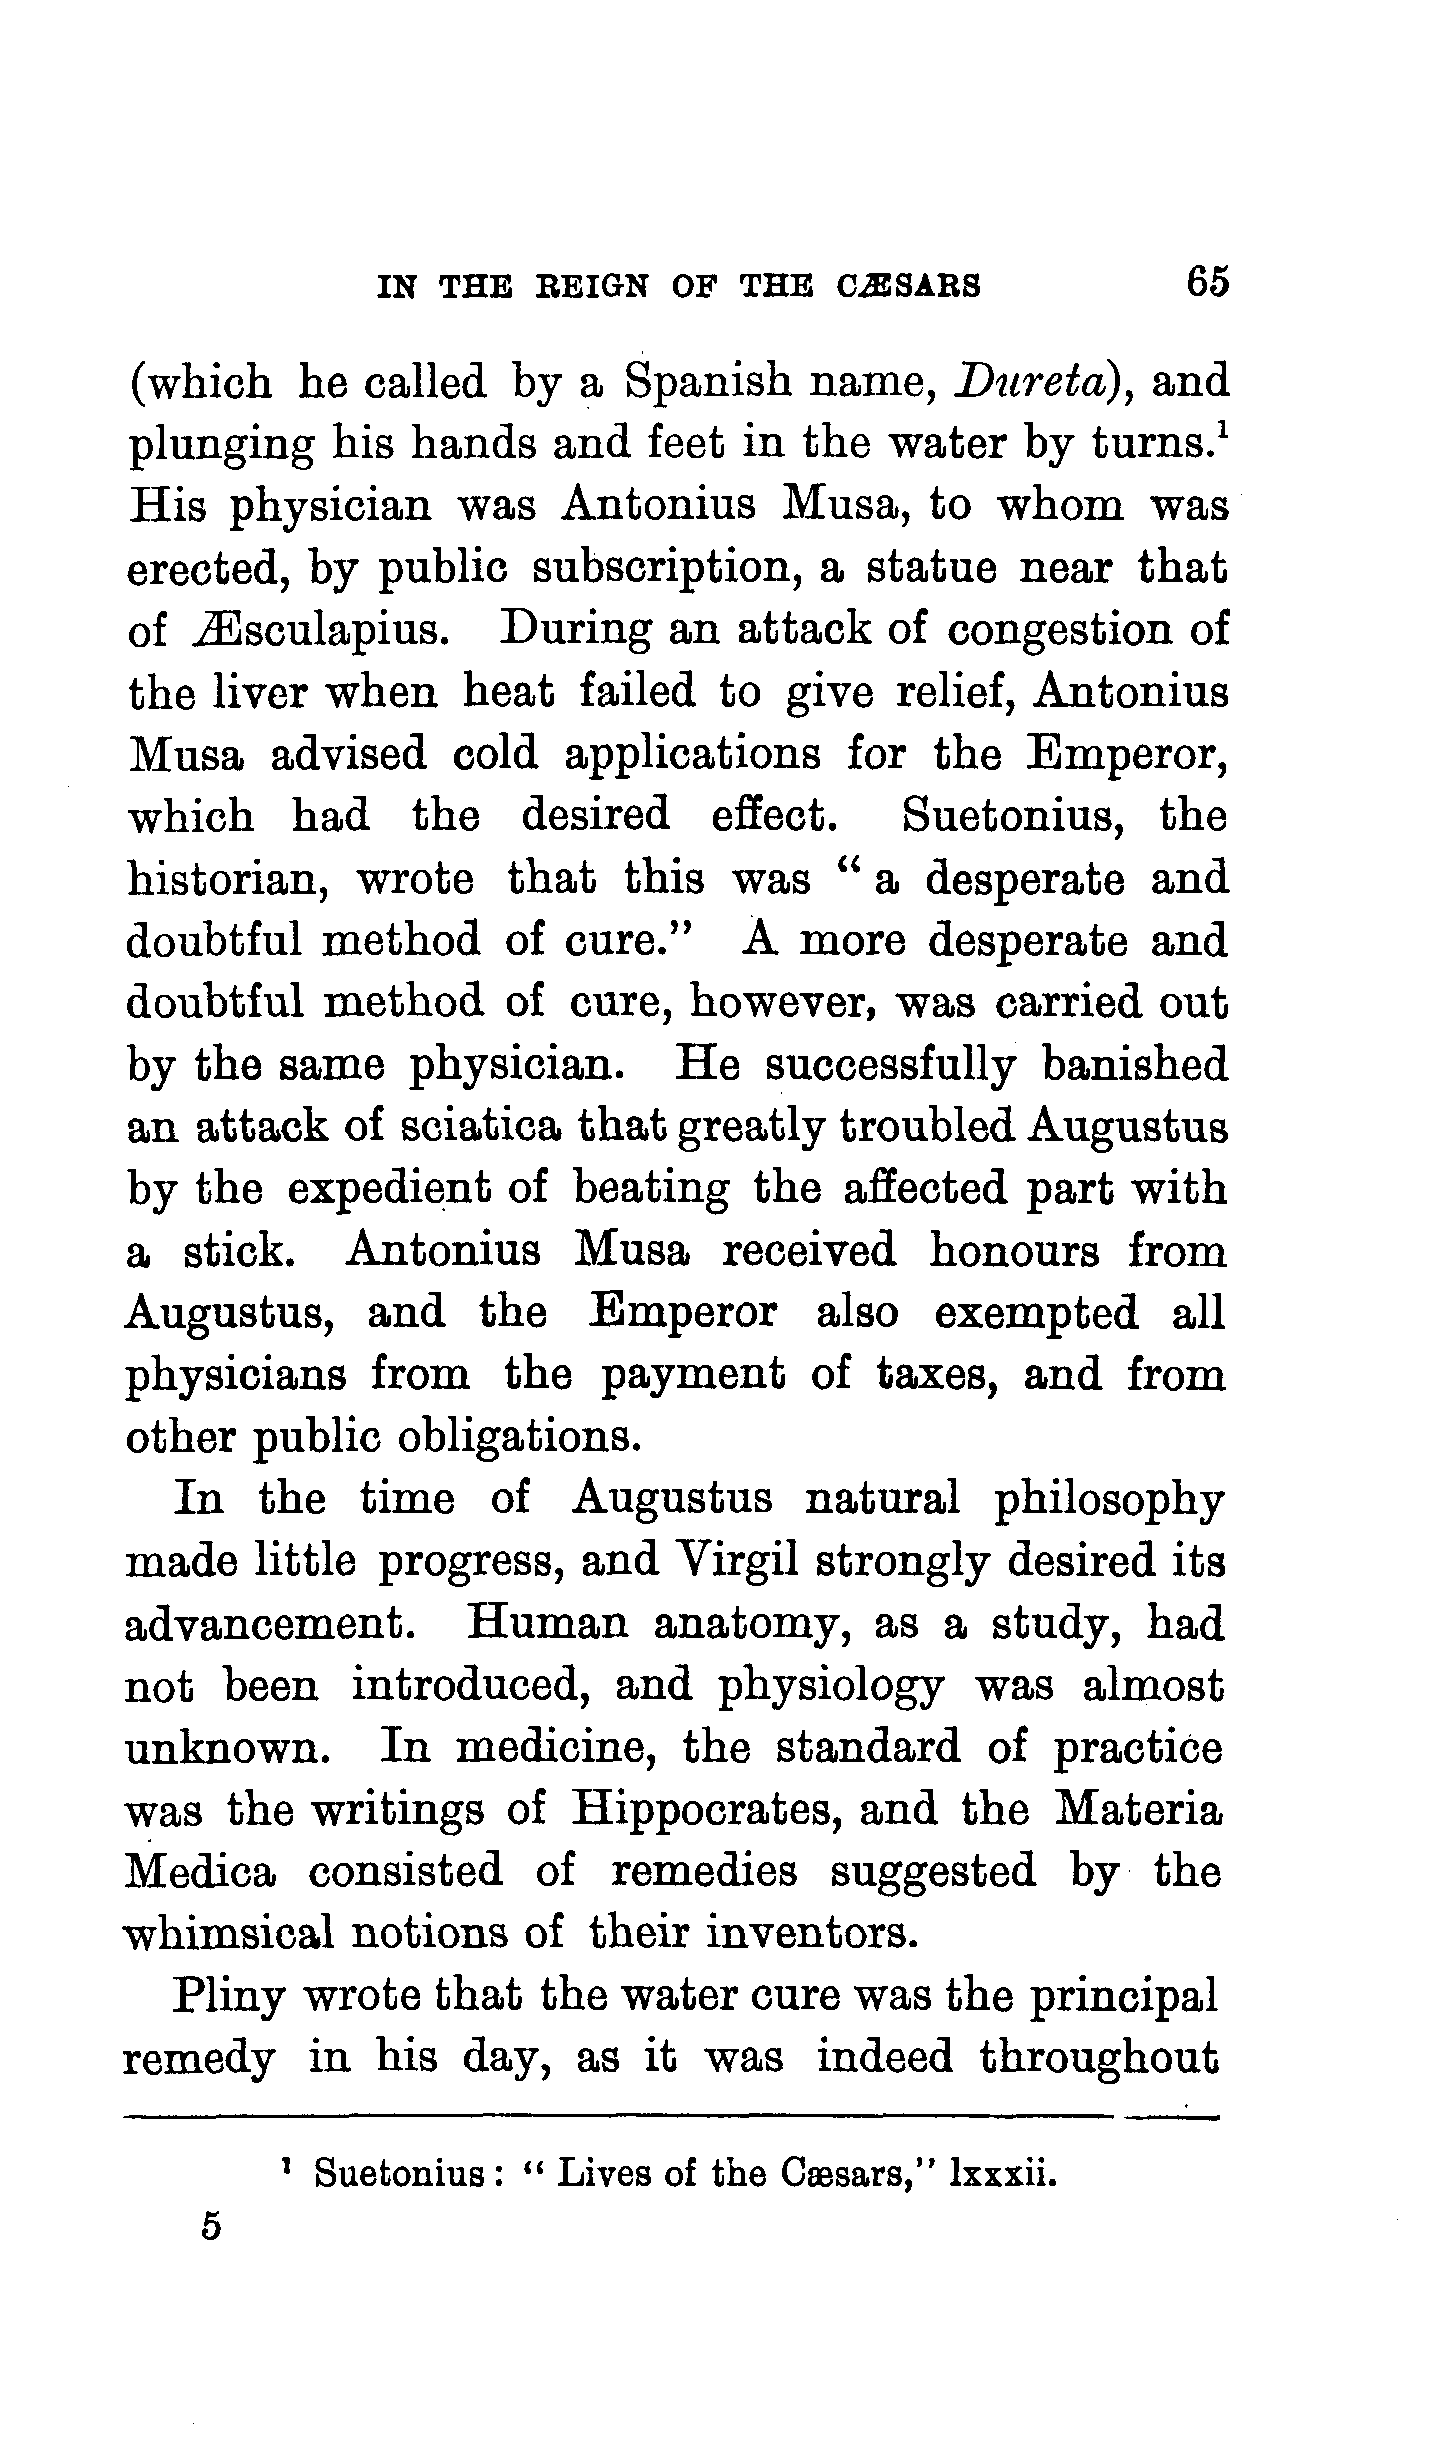 IN THE REIGN OF THE CÆSARS 65
(which he called by a Spanish name, Dureta), and
plunging his hands and feet in the water by turns.¹
His physician was Antonius Musa, to whom was
erected, by public subscription, a statue near that
of Æsculapius. During an attack of congestion of
the liver when heat failed to give relief, Antonius
Musa advised cold applications for the Emperor,
which had the desired effect. Suetonius, the
historian, wrote that this was “ a desperate and
doubtful method of cure.” A more desperate and
doubtful method of cure, however, was carried out
by the same physician. He successfully banished
an attack of sciatica that greatly troubled Augustus
by the expedient of beating the affected part with
a stick. Antonius Musa received honours from
Augustus, and the Emperor also exempted all
physicians from the payment of taxes, and from
other public obligations.
In the time of Augustus natural philosophy
made little progress, and Virgil strongly desired its
advancement. Human anatomy, as a study, had
not been introduced, and physiology was almost
unknown. In medicine, the standard of practice
was the writings of Hippocrates, and the Materia
Medica consisted of remedies suggested by the
whimsical notions of their inventors.
Pliny wrote that the water cure was the principal
remedy in his day, as it was indeed throughout
¹ Suetonius : “ Lives of the Cæsars,” lxxxii.
5